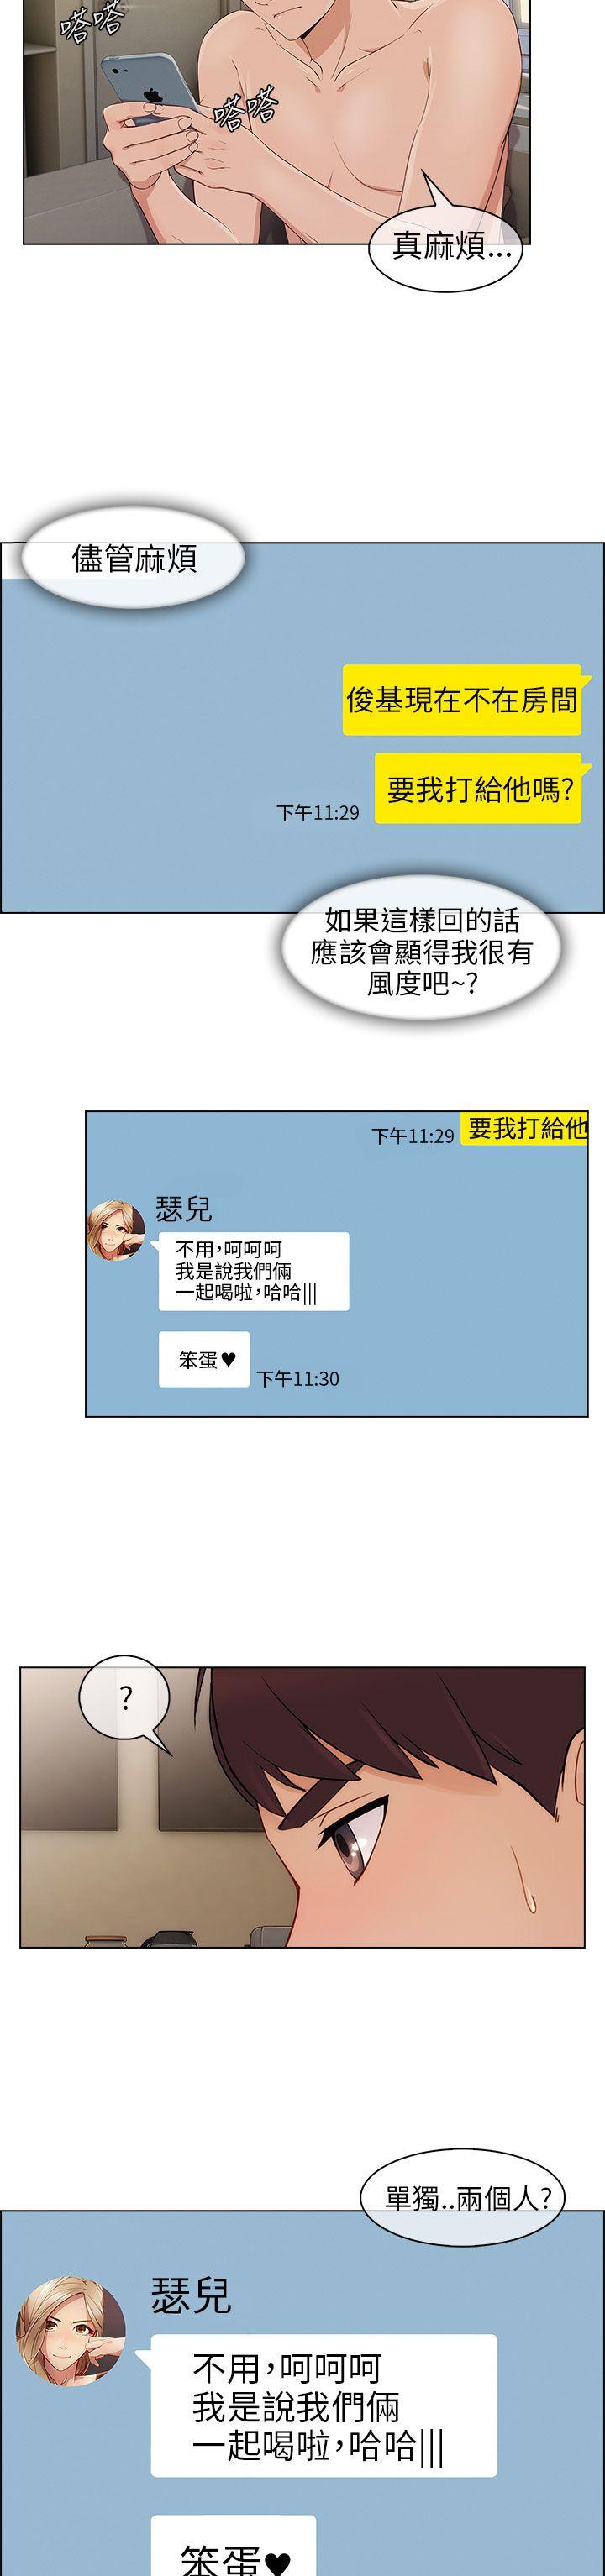 嗒嗒
嗒嗒
真麻煩...
儘管麻煩
俊基現在不在房間
要我打給他嗎?
下午11:29
如果這樣回的話
應該會顯得我很有
風度吧~?
下午11:29
要我打給他
瑟兒
不用,呵呵呵
我是說我們倆
一起喝啦,哈哈|||
笨蛋♥
下午11:30
?
單獨..兩個人?
瑟兒
不用,呵呵呵
我是說我們倆
一起喝啦,哈哈|||
笨蛋♥